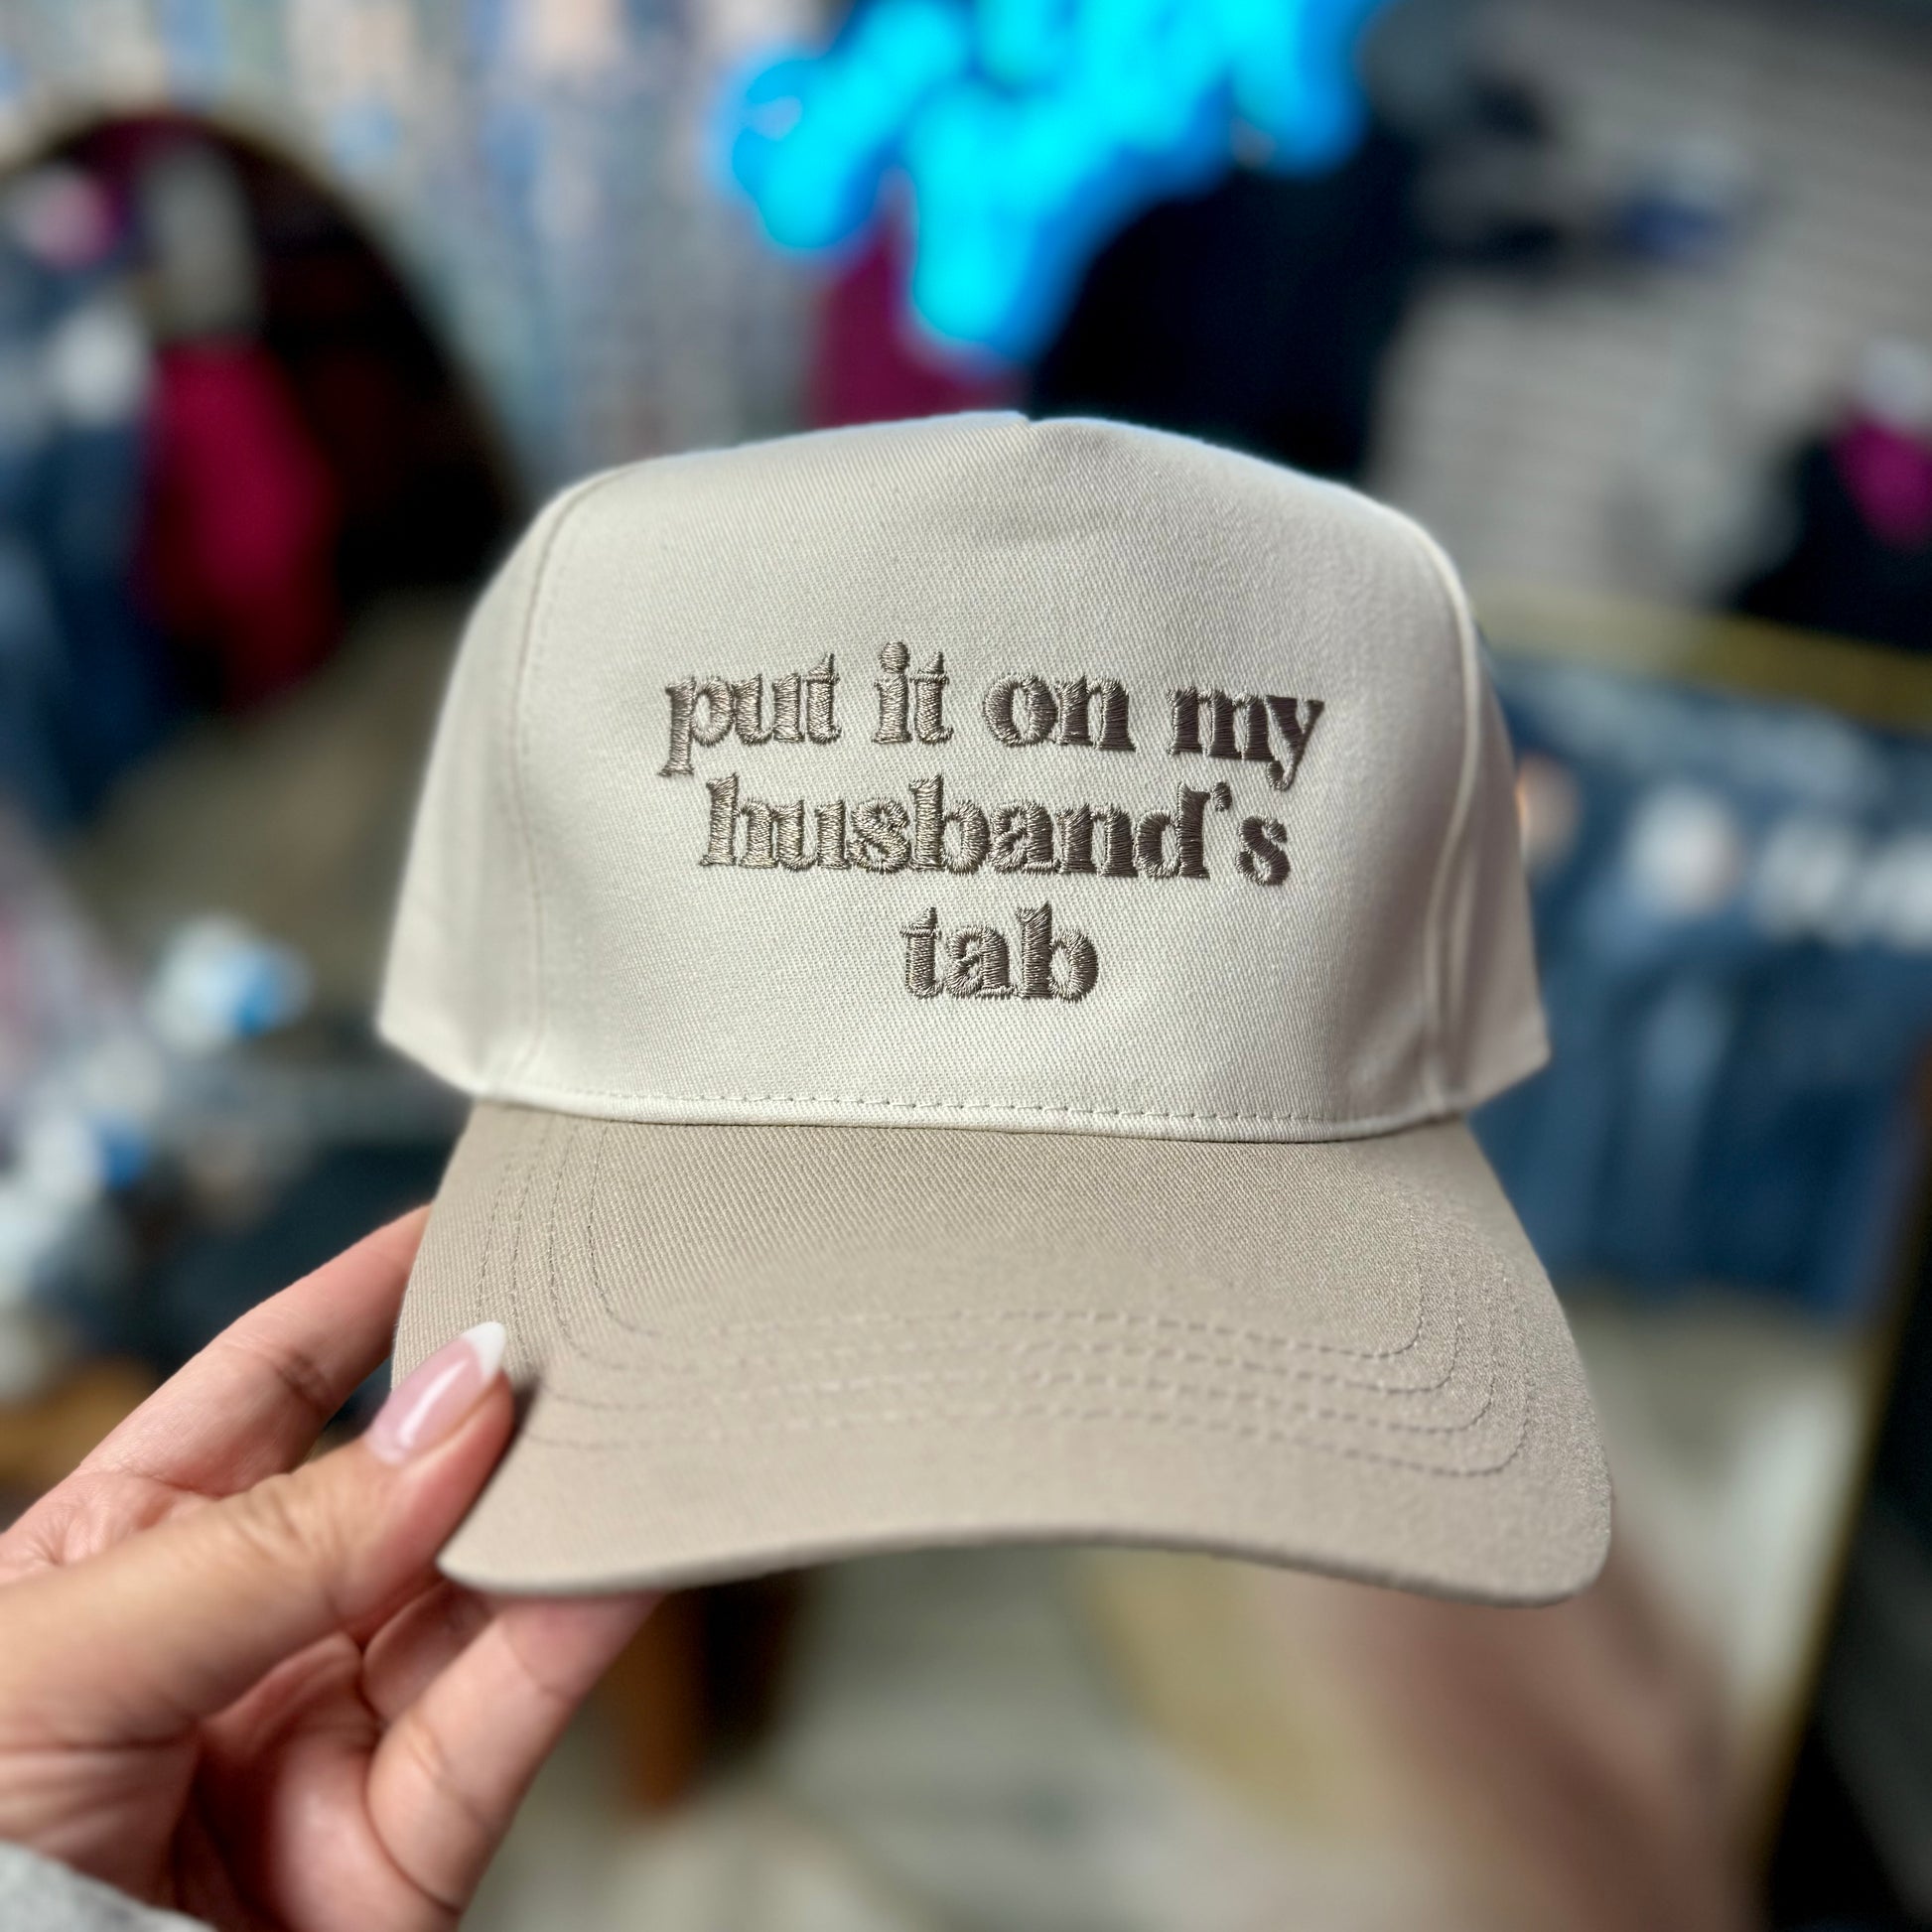 put it on my
husband's
tab